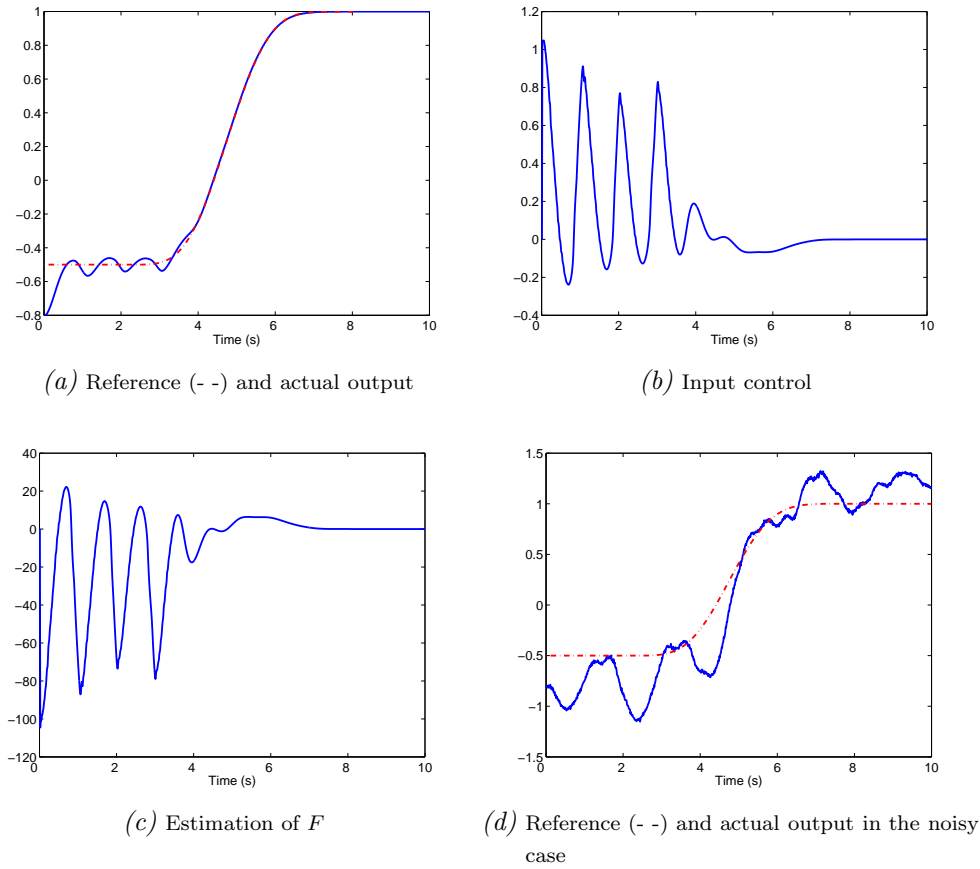 1
0.8
0.6
0.4
0.2
0
−0.2
−0.4
−0.6
−0.8
0 2 4 6 8 10
Time (s)
(a) Reference (- -) and actual output
1.2
1
0.8
0.6
0.4
0.2
0
−0.2
−0.4
0 2 4 6 8 10
Time (s)
(b) Input control
40
20
0
−20
−40
−60
−80
−100
−120
0 2 4 6 8 10
Time (s)
(c) Estimation of F
1.5
1
0.5
0
−0.5
−1
−1.5
0 2 4 6 8 10
Time (s)
(d) Reference (- -) and actual output in the noisy
case